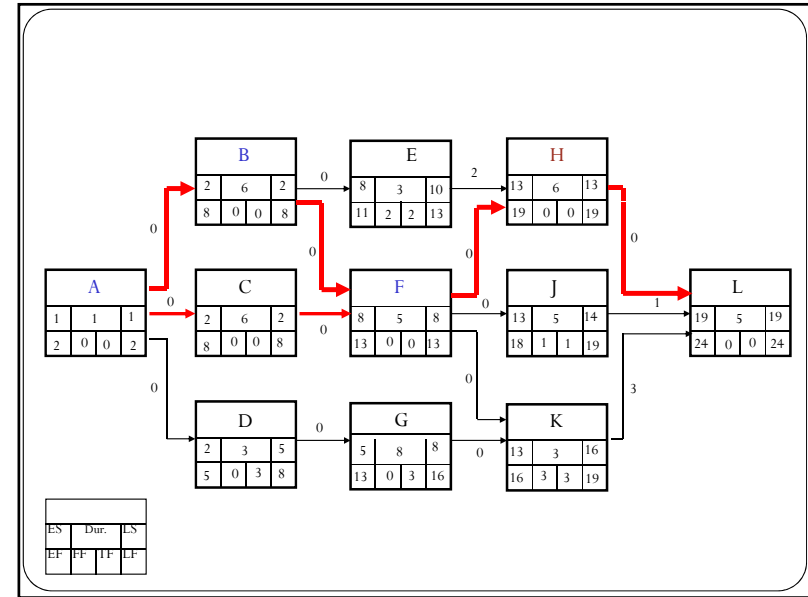 B
2 6 2
8 0 0 8
0
E
8 3 10
11 2 2 13
2
H
13 6 13
19 0 0 19
0
0
0
0
A
1 1 1
2 0 0 2
0
C
2 6 2
8 0 0 8
0
F
8 5 8
13 0 0 13
0
J
13 5 14
18 1 1 19
1
L
19 5 19
24 0 0 24
0
0
3
D
2 3 5
5 0 3 8
0
G
5 8 8
13 0 3 16
0
K
13 3 16
16 3 3 19
ES Dur. LS
EF FF TF LF